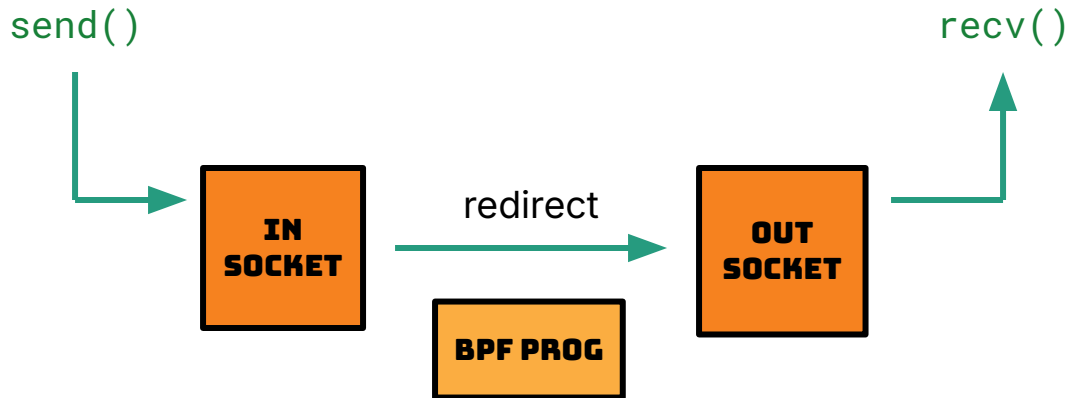 send()
recv()
redirect
IN
SOCKET
OUT
SOCKET
BPF PROG